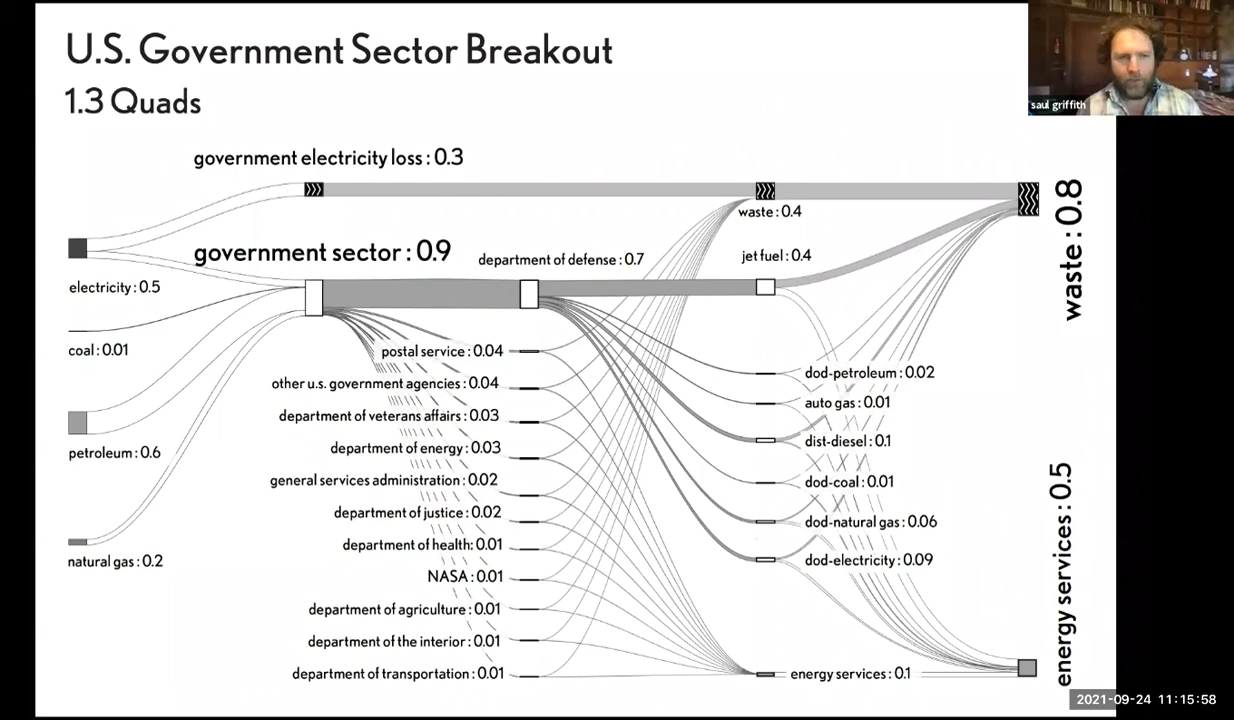 U.S. Government Sector Breakout
1.3 Quads
saul griffith
government electricity loss : 0.3
waste : 0.4
waste : 0.8
government sector : 0.9
department of defense : 0.7
jet fuel : 0.4
electricity : 0.5
coal : 0.01
petroleum : 0.6
natural gas : 0.2
postal service : 0.04
other u.s. government agencies : 0.04
department of veterans affairs : 0.03
department of energy : 0.03
general services administration : 0.02
department of justice : 0.02
department of health: 0.01
NASA : 0.01
department of agriculture : 0.01
department of the interior : 0.01
department of transportation : 0.01
dod-petroleum : 0.02
auto gas : 0.01
dist-diesel : 0.1
dod-coal : 0.01
dod-natural gas : 0.06
dod-electricity : 0.09
energy services : 0.1
energy services : 0.5
2021-09-24 11:15:58